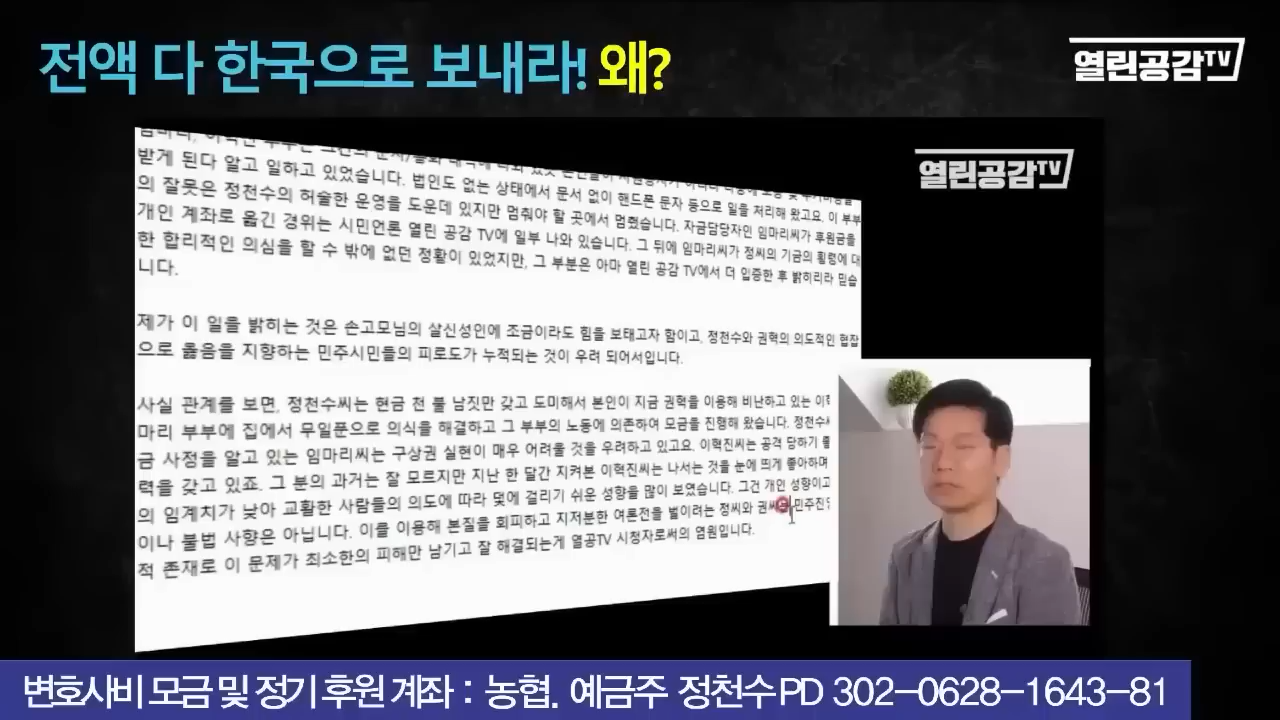 전액 다 한국으로 보내라! 왜?
열린공감TV
열린공감TV
받게 된다 알고 일하고 있었습니다. 법인도 없는 상태에서 문서 없이 핸드폰 문자 등으로 일을 처리해 왔고요. 이 부부
의 잘못은 정천수의 허술한 운영을 도운데 있지만 멈춰야 할 곳에서 멈췄습니다. 자금담당자인 임마리씨가 후원금을
개인 계좌로 옮긴 경위는 시민언론 열린 공감 TV에 일부 나와 있습니다. 그 뒤에 임마리씨가 정씨의 기금의 횡령에 대
한 합리적인 의심을 할 수 밖에 없던 정황이 있었지만, 그 부분은 아마 열린 공감 TV에서 더 입증한 후 밝히리라 믿습
니다.
제가 이 일을 밝히는 것은 손고모님의 살신성인에 조금이라도 힘을 보태고자 함이고, 정천수와 권혁의 의도적인 협잡
으로 옳음을 지향하는 민주시민들의 피로도가 누적되는 것이 우려 되어서입니다.
사실 관계를 보면, 정천수씨는 현금 천 불 남짓만 갖고 도미해서 본인이 지금 권혁을 이용해 비난하고 있는 이혁
마리 부부에 집에서 무일푼으로 의식을 해결하고 그 부부의 노동에 의존하여 모금을 진행해 왔습니다. 정천수씨
금 사정을 알고 있는 임마리씨는 구상권 실현이 매우 어려울 것을 우려하고 있고요. 이혁진씨는 공격 당하기 좋
력을 갖고 있죠. 그 분의 과거는 잘 모르지만 지난 한 달간 지켜본 이혁진씨는 나서는 것을 눈에 띄게 좋아하며
의 임계치가 낮아 교활한 사람들의 의도에 따라 덫에 걸리기 쉬운 성향을 많이 보였습니다. 그건 개인 성향이고
이나 불법 사항은 아닙니다. 이를 이용해 본질을 회피하고 지저분한 여론전을 벌이려는 정씨와 권씨 민주진영
적 존재로 이 문제가 최소한의 피해만 남기고 잘 해결되는게 열공TV 시청자로써의 염원입니다.
변호사비 모금 및 정기 후원 계좌 : 농협. 예금주 정천수PD 302-0628-1643-81